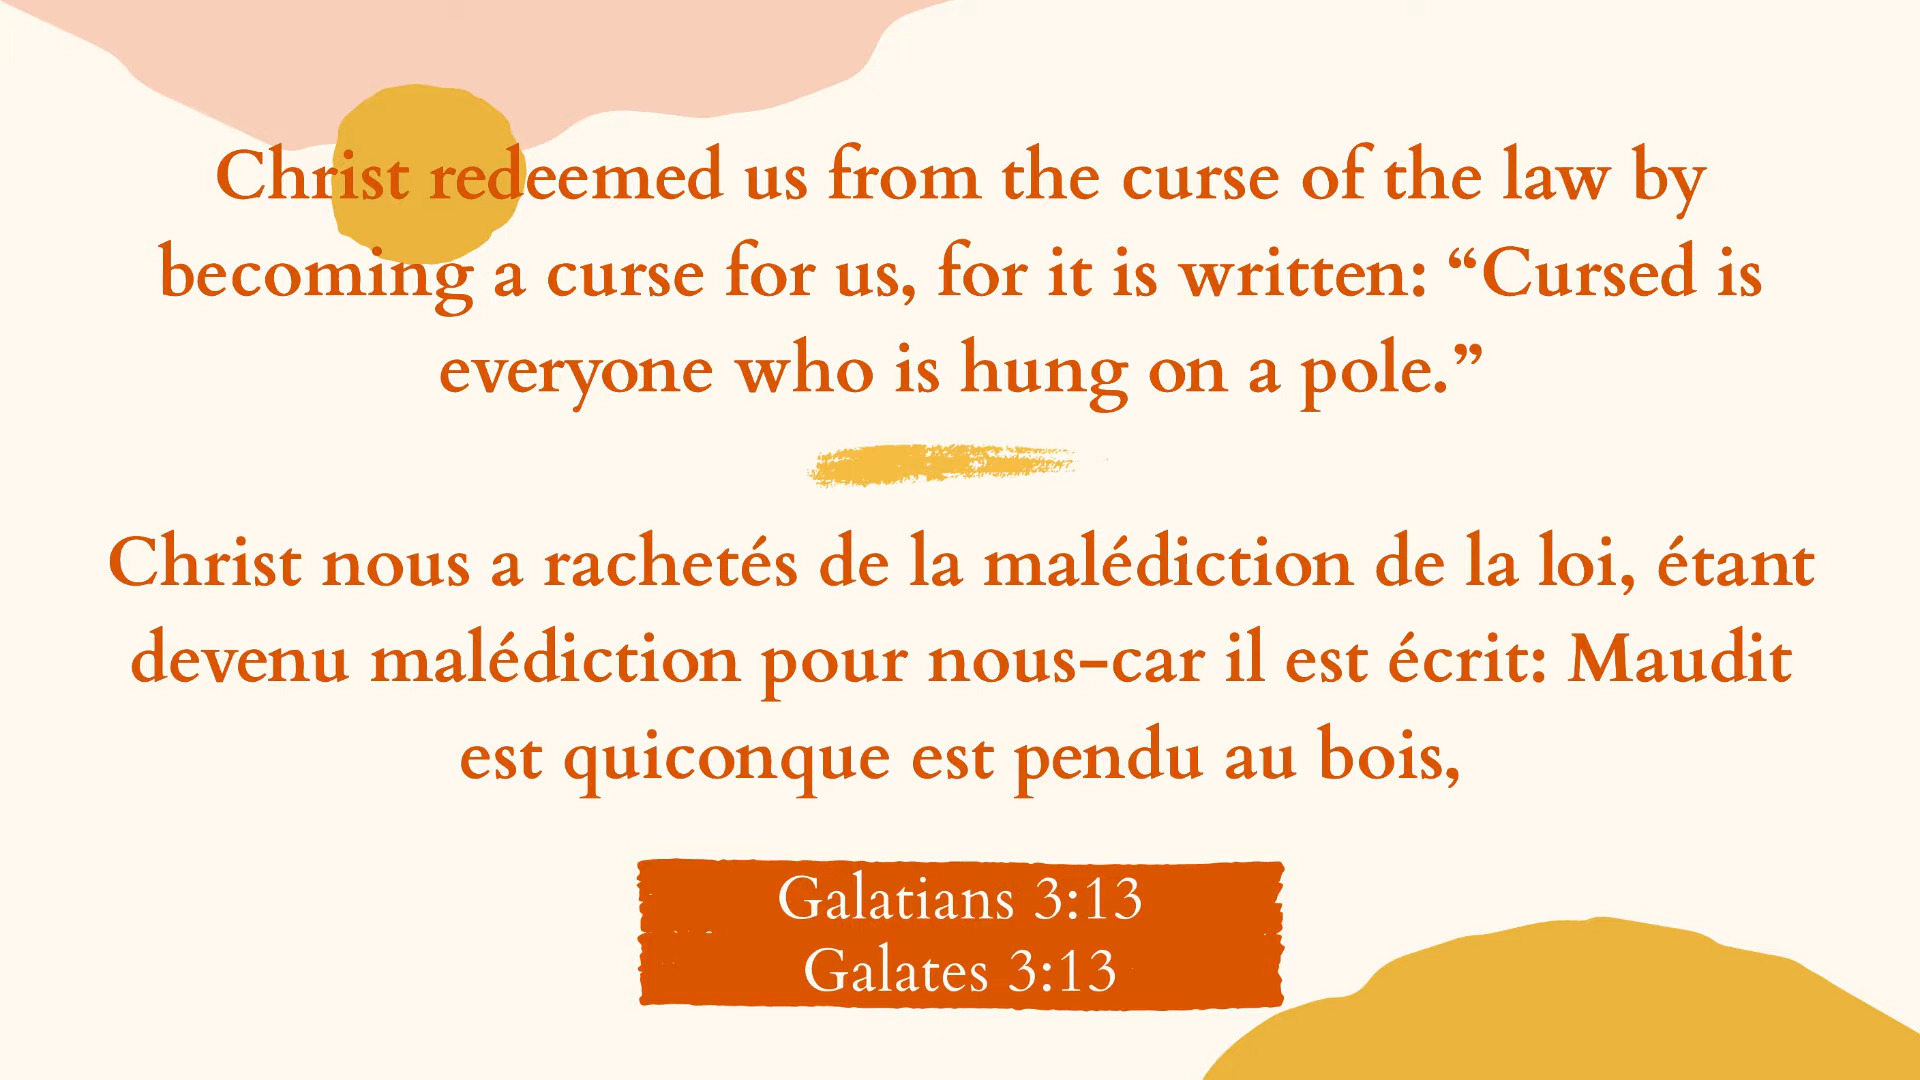 Christ redeemed us from the curse of the law by
becoming a curse for us, for it is written: “Cursed is
everyone who is hung on a pole.”
Christ nous a rachetés de la malédiction de la loi, étant
devenu malédiction pour nous-car il est écrit: Maudit
est quiconque est pendu au bois,
Galatians 3:13
Galates 3:13